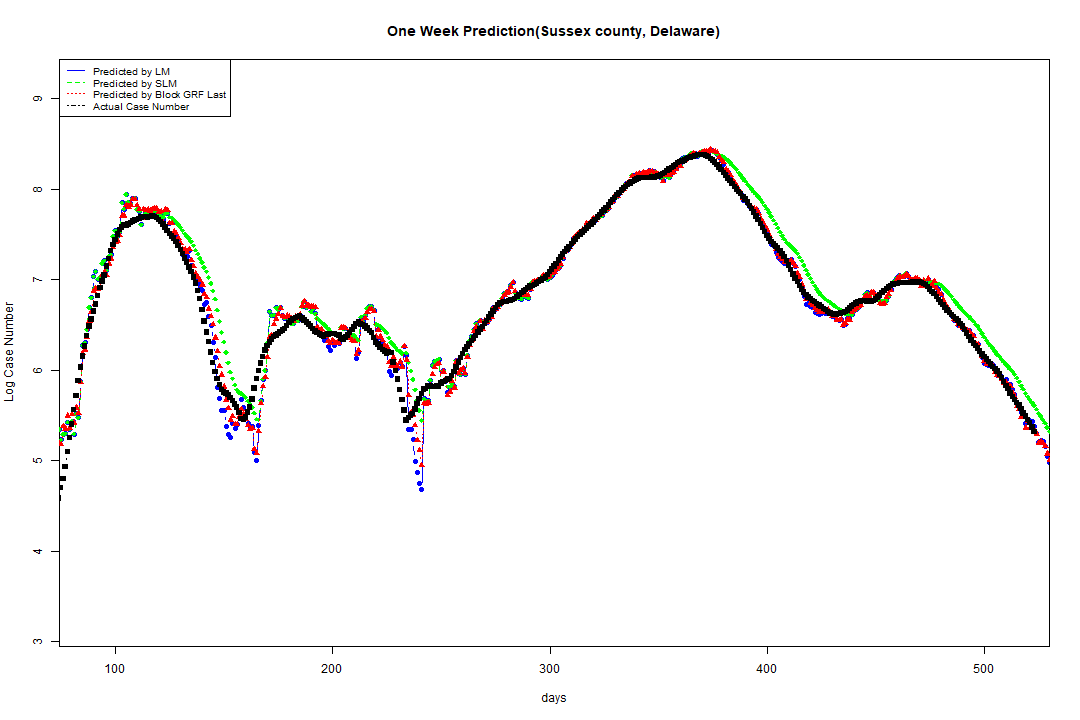 One Week Prediction(Sussex county, Delaware)
Predicted by LM
Predicted by SLM
Predicted by Block GRF Last
Actual Case Number
Log Case Number
9
8
7
6
5
4
3
100 200 300 400 500
days